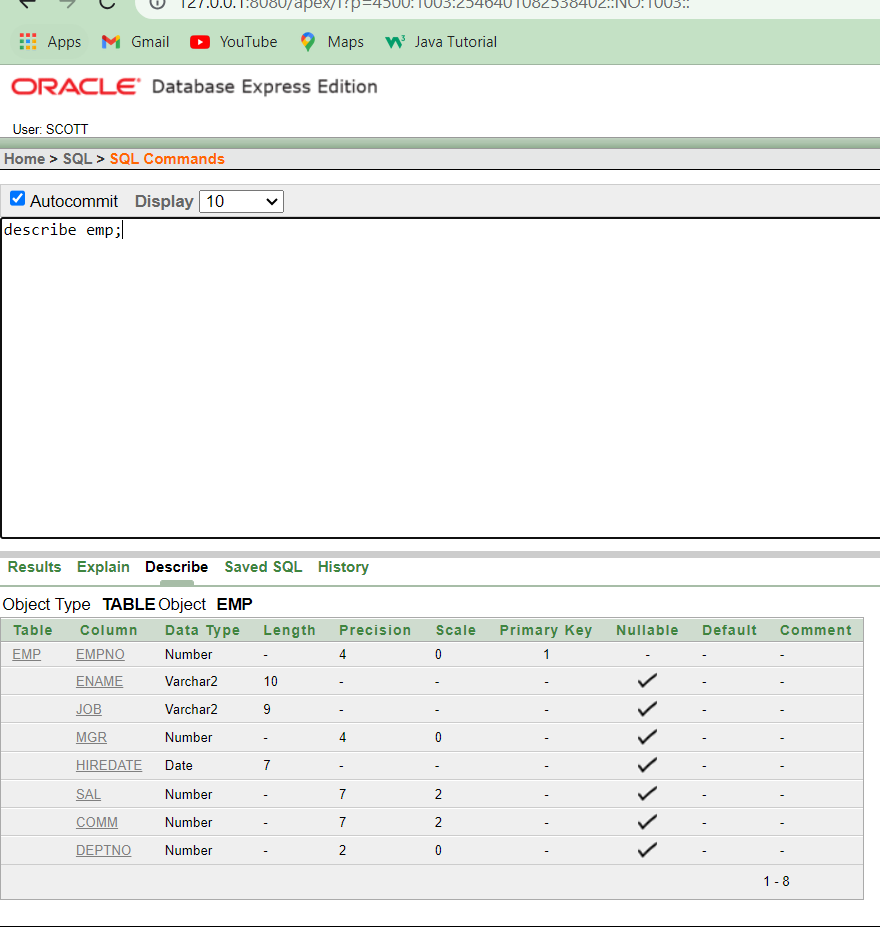 127.0.0.1:8080/apex/f?p=4500:1003:2546401082538402::NO:1003::
Apps Gmail YouTube Maps Java Tutorial
ORACLE Database Express Edition
User: SCOTT
Home > SQL > SQL Commands
Autocommit Display 10
describe emp;
Results Explain Describe Saved SQL History
Object Type TABLE Object EMP
Table Column Data Type Length Precision Scale Primary Key Nullable Default Comment
EMP EMPNO Number - 4 0 1 - - -
ENAME Varchar2 10 - - - ✓ - -
JOB Varchar2 9 - - - ✓ - -
MGR Number - 4 0 - ✓ - -
HIREDATE Date 7 - - - ✓ - -
SAL Number - 7 2 - ✓ - -
COMM Number - 7 2 - ✓ - -
DEPTNO Number - 2 0 - ✓ - -
1 - 8